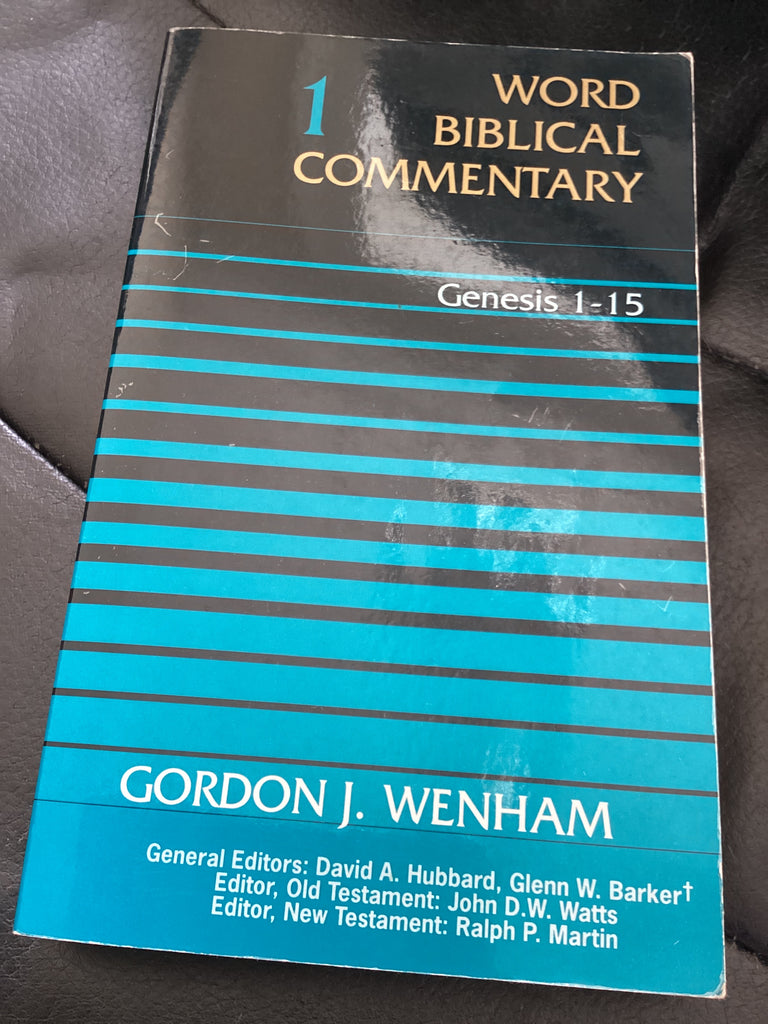 1
WORD
BIBLICAL
COMMENTARY
Genesis 1-15
GORDON J. WENHAM
General Editors: David A. Hubbard, Glenn W. Barker†
Editor, Old Testament: John D.W. Watts
Editor, New Testament: Ralph P. Martin